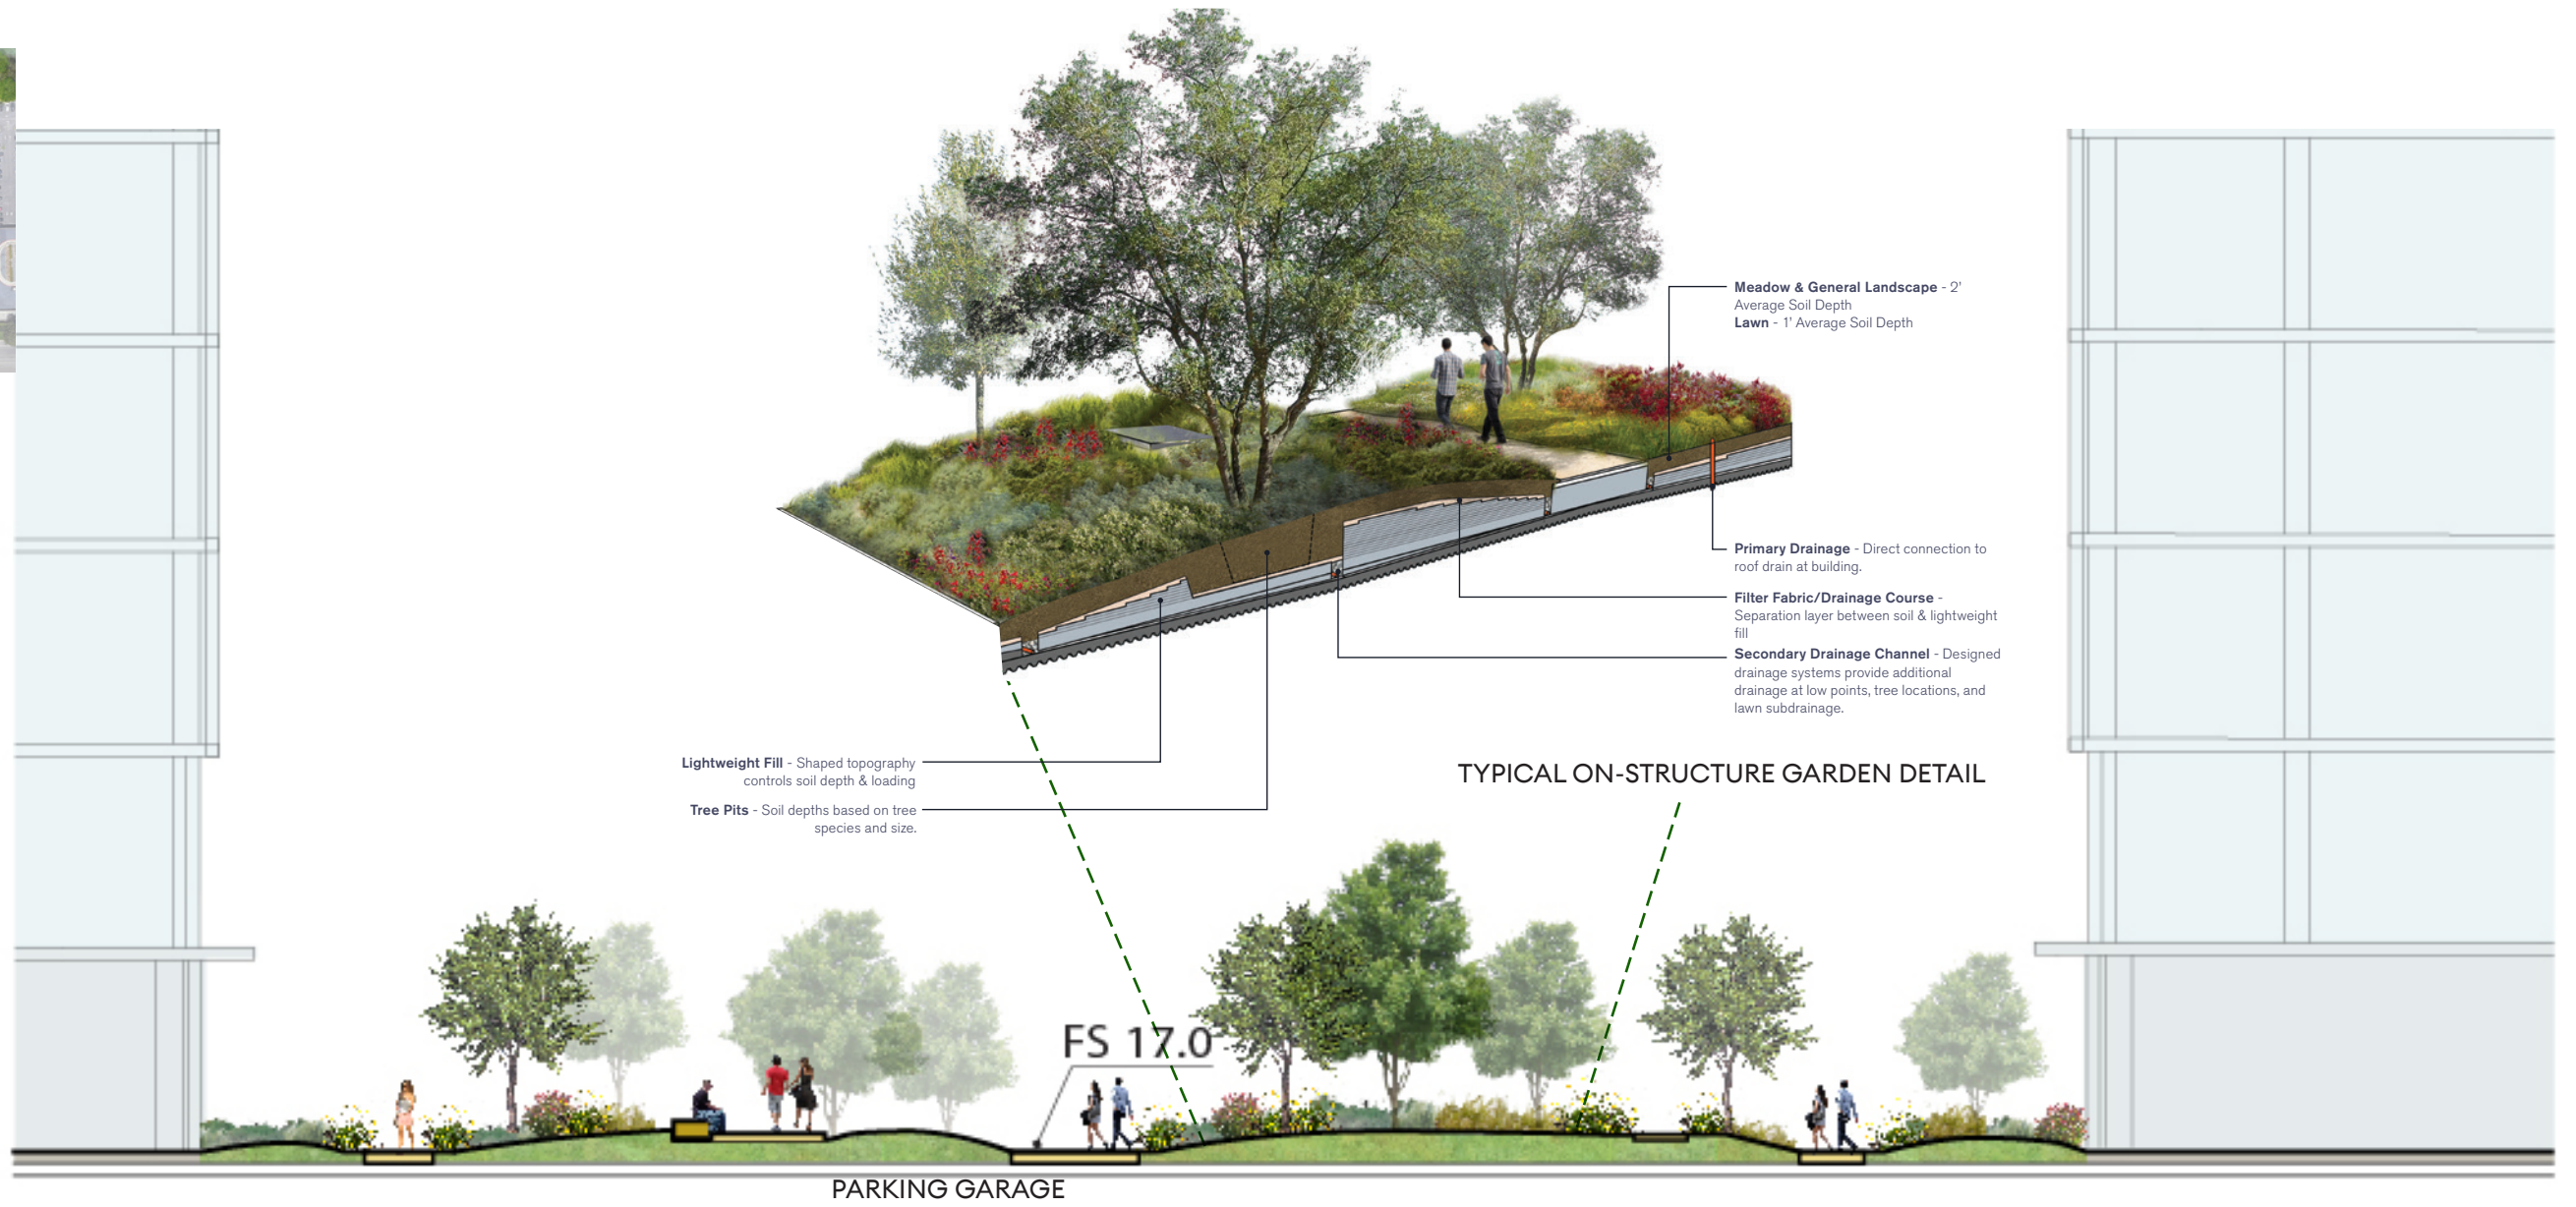 Meadow & General Landscape - 2'
Average Soil Depth
Lawn - 1' Average Soil Depth
Primary Drainage - Direct connection to
roof drain at building.
Filter Fabric/Drainage Course -
Separation layer between soil & lightweight
fill
Secondary Drainage Channel - Designed
drainage systems provide additional
drainage at low points, tree locations, and
lawn subdrainage.
Lightweight Fill - Shaped topography
controls soil depth & loading
Tree Pits - Soil depths based on tree
species and size.
TYPICAL ON-STRUCTURE GARDEN DETAIL
FS 17.0
PARKING GARAGE